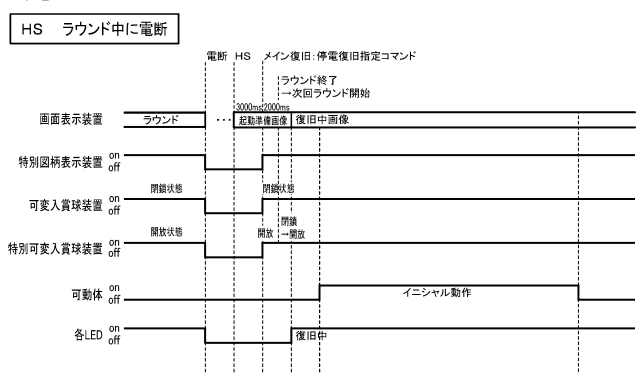 HS ラウンド中に電断
電断 HS メイン復旧:停電復旧指定コマンド
ラウンド終了
→次回ラウンド開始
3000ms 2000ms
画面表示装置 ラウンド ・・・ 起動準備画像 復旧中画像
特別図柄表示装置 on
off
閉鎖状態 閉鎖状態
可変入賞球装置 on
off
開放状態 開放 閉鎖
→開放
特別可変入賞球装置 on
off
可動体 on
off
イニシャル動作
各LED on
off
復旧中